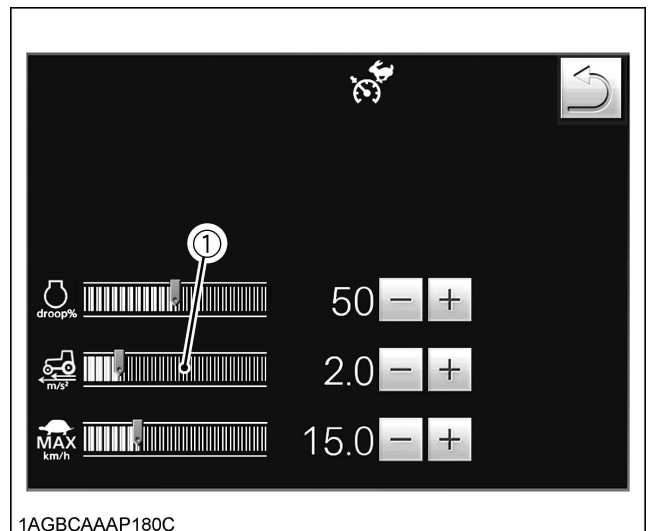 ①
droop%
50 − +
m/s²
2.0 − +
MAX
km/h
15.0 − +
1AGBCAAAP180C